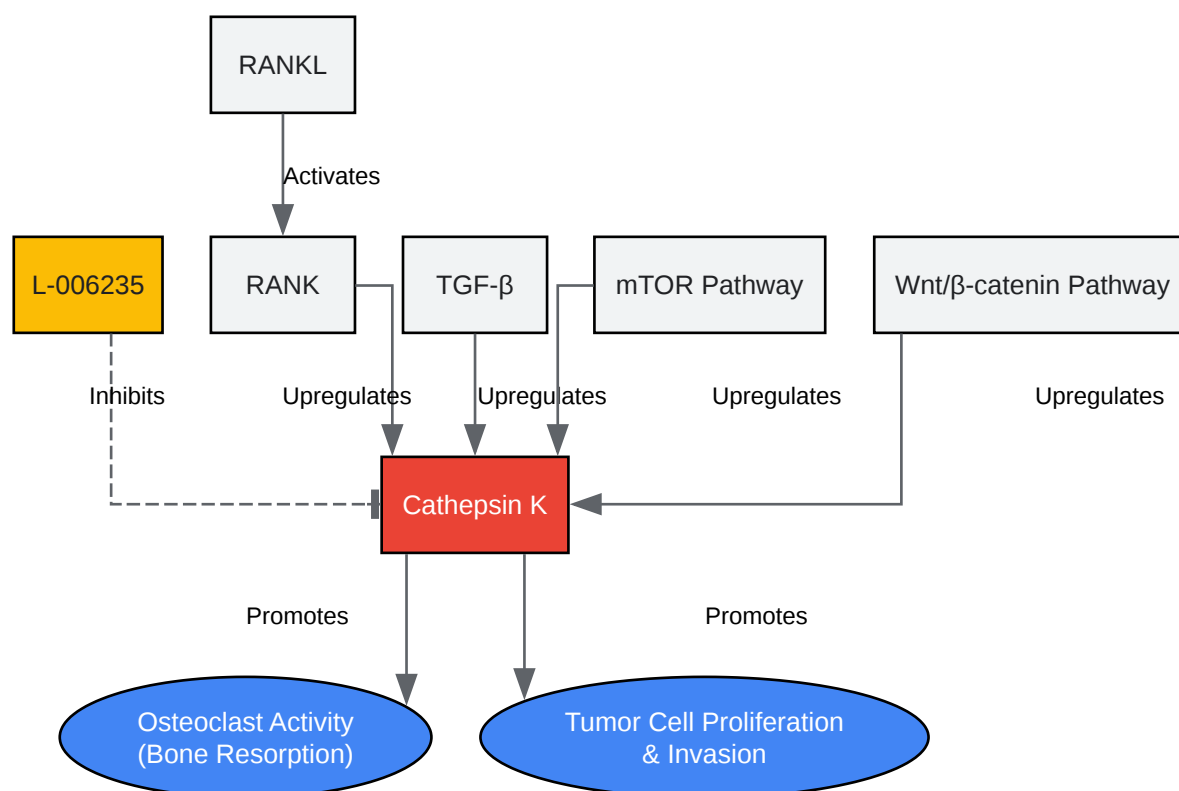 RANKL
Activates
L-006235
RANK
TGF-β
mTOR Pathway
Wnt/β-catenin Pathway
Inhibits
Upregulates
Upregulates
Upregulates
Upregulates
Cathepsin K
Promotes
Promotes
Osteoclast Activity
(Bone Resorption)
Tumor Cell Proliferation
& Invasion